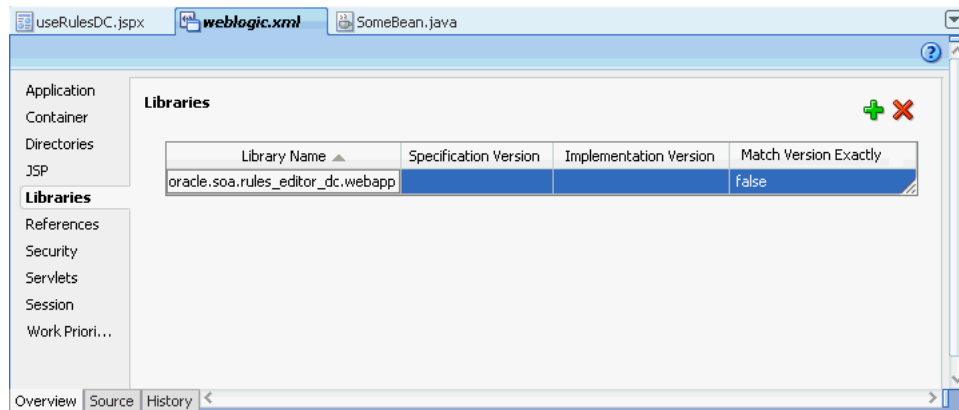 useRulesDC.jspx weblogic.xml SomeBean.java
Application
Container
Directories
JSP
Libraries
References
Security
Servlets
Session
Work Priori...
Libraries
Library Name Specification Version Implementation Version Match Version Exactly
oracle.soa.rules_editor_dc.webapp false
Overview Source History